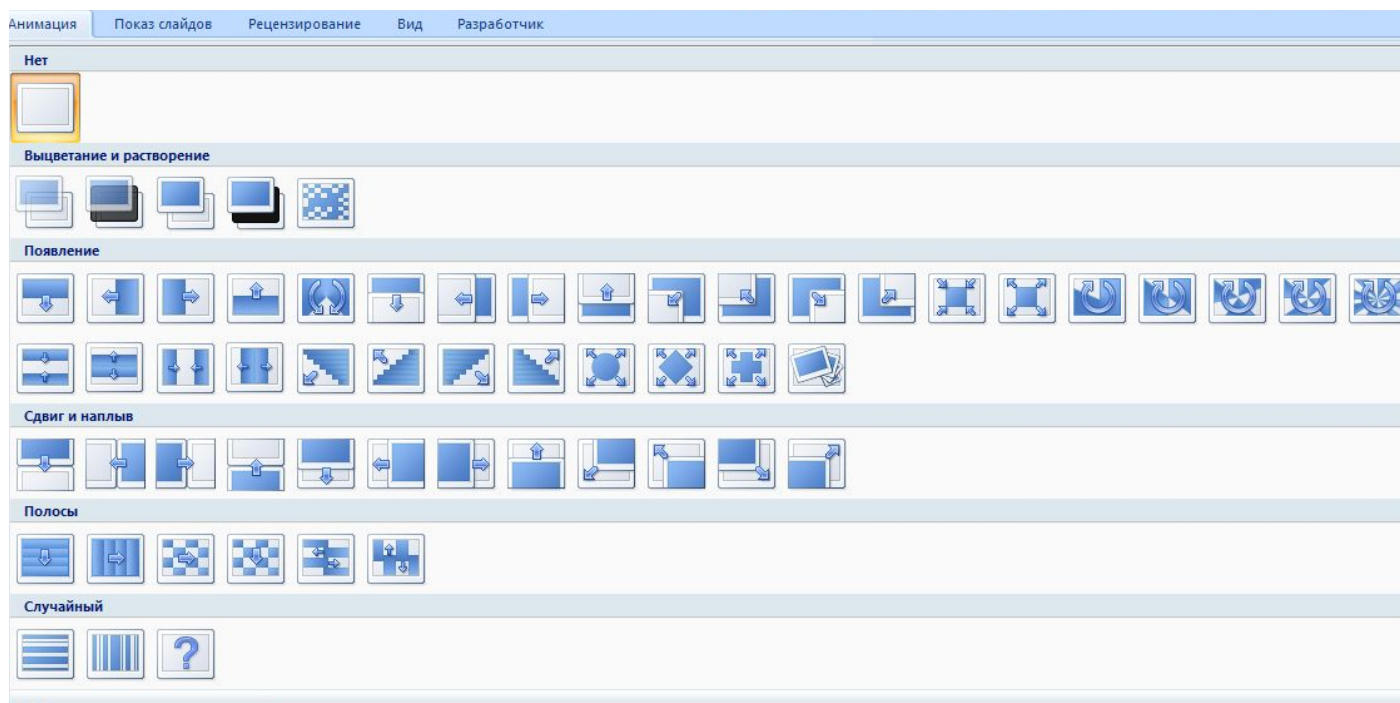 Анимация Показ слайдов Рецензирование Вид Разработчик
Нет
Выцветание и растворение
Появление
Сдвиг и наплыв
Полосы
Случайный
?